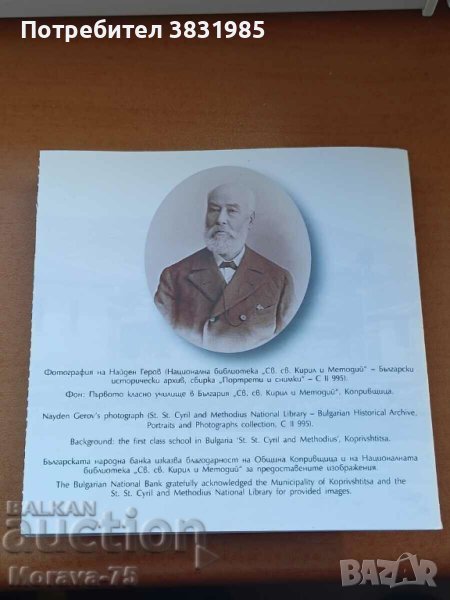 Потребител 3831985
Фотография на Найден Геров (Национална библиотека „Св. св. Кирил и Методий“ – Български
исторически архив, сбирка „Портрети и снимки“ – С II 995).
Фон: Първото класно училище в България „Св. св. Кирил и Методий“, Копривщица.
Nayden Gerov's photograph (St. St. Cyril and Methodius National Library – Bulgarian Historical Archive,
Portraits and Photographs collection, C II 995).
Background: the first class school in Bulgaria 'St. St. Cyril and Methodius', Koprivshtitsa.
Българската народна банка изказва благодарност на Община Копривщица и на Националната
библиотека „Св. св. Кирил и Методий“ за предоставените изображения.
The Bulgarian National Bank gratefully acknowledged the Municipality of Koprivshtitsa and the
St. St. Cyril and Methodius National Library for provided images.
BALKAN
auction
Morava-75
BAZAR